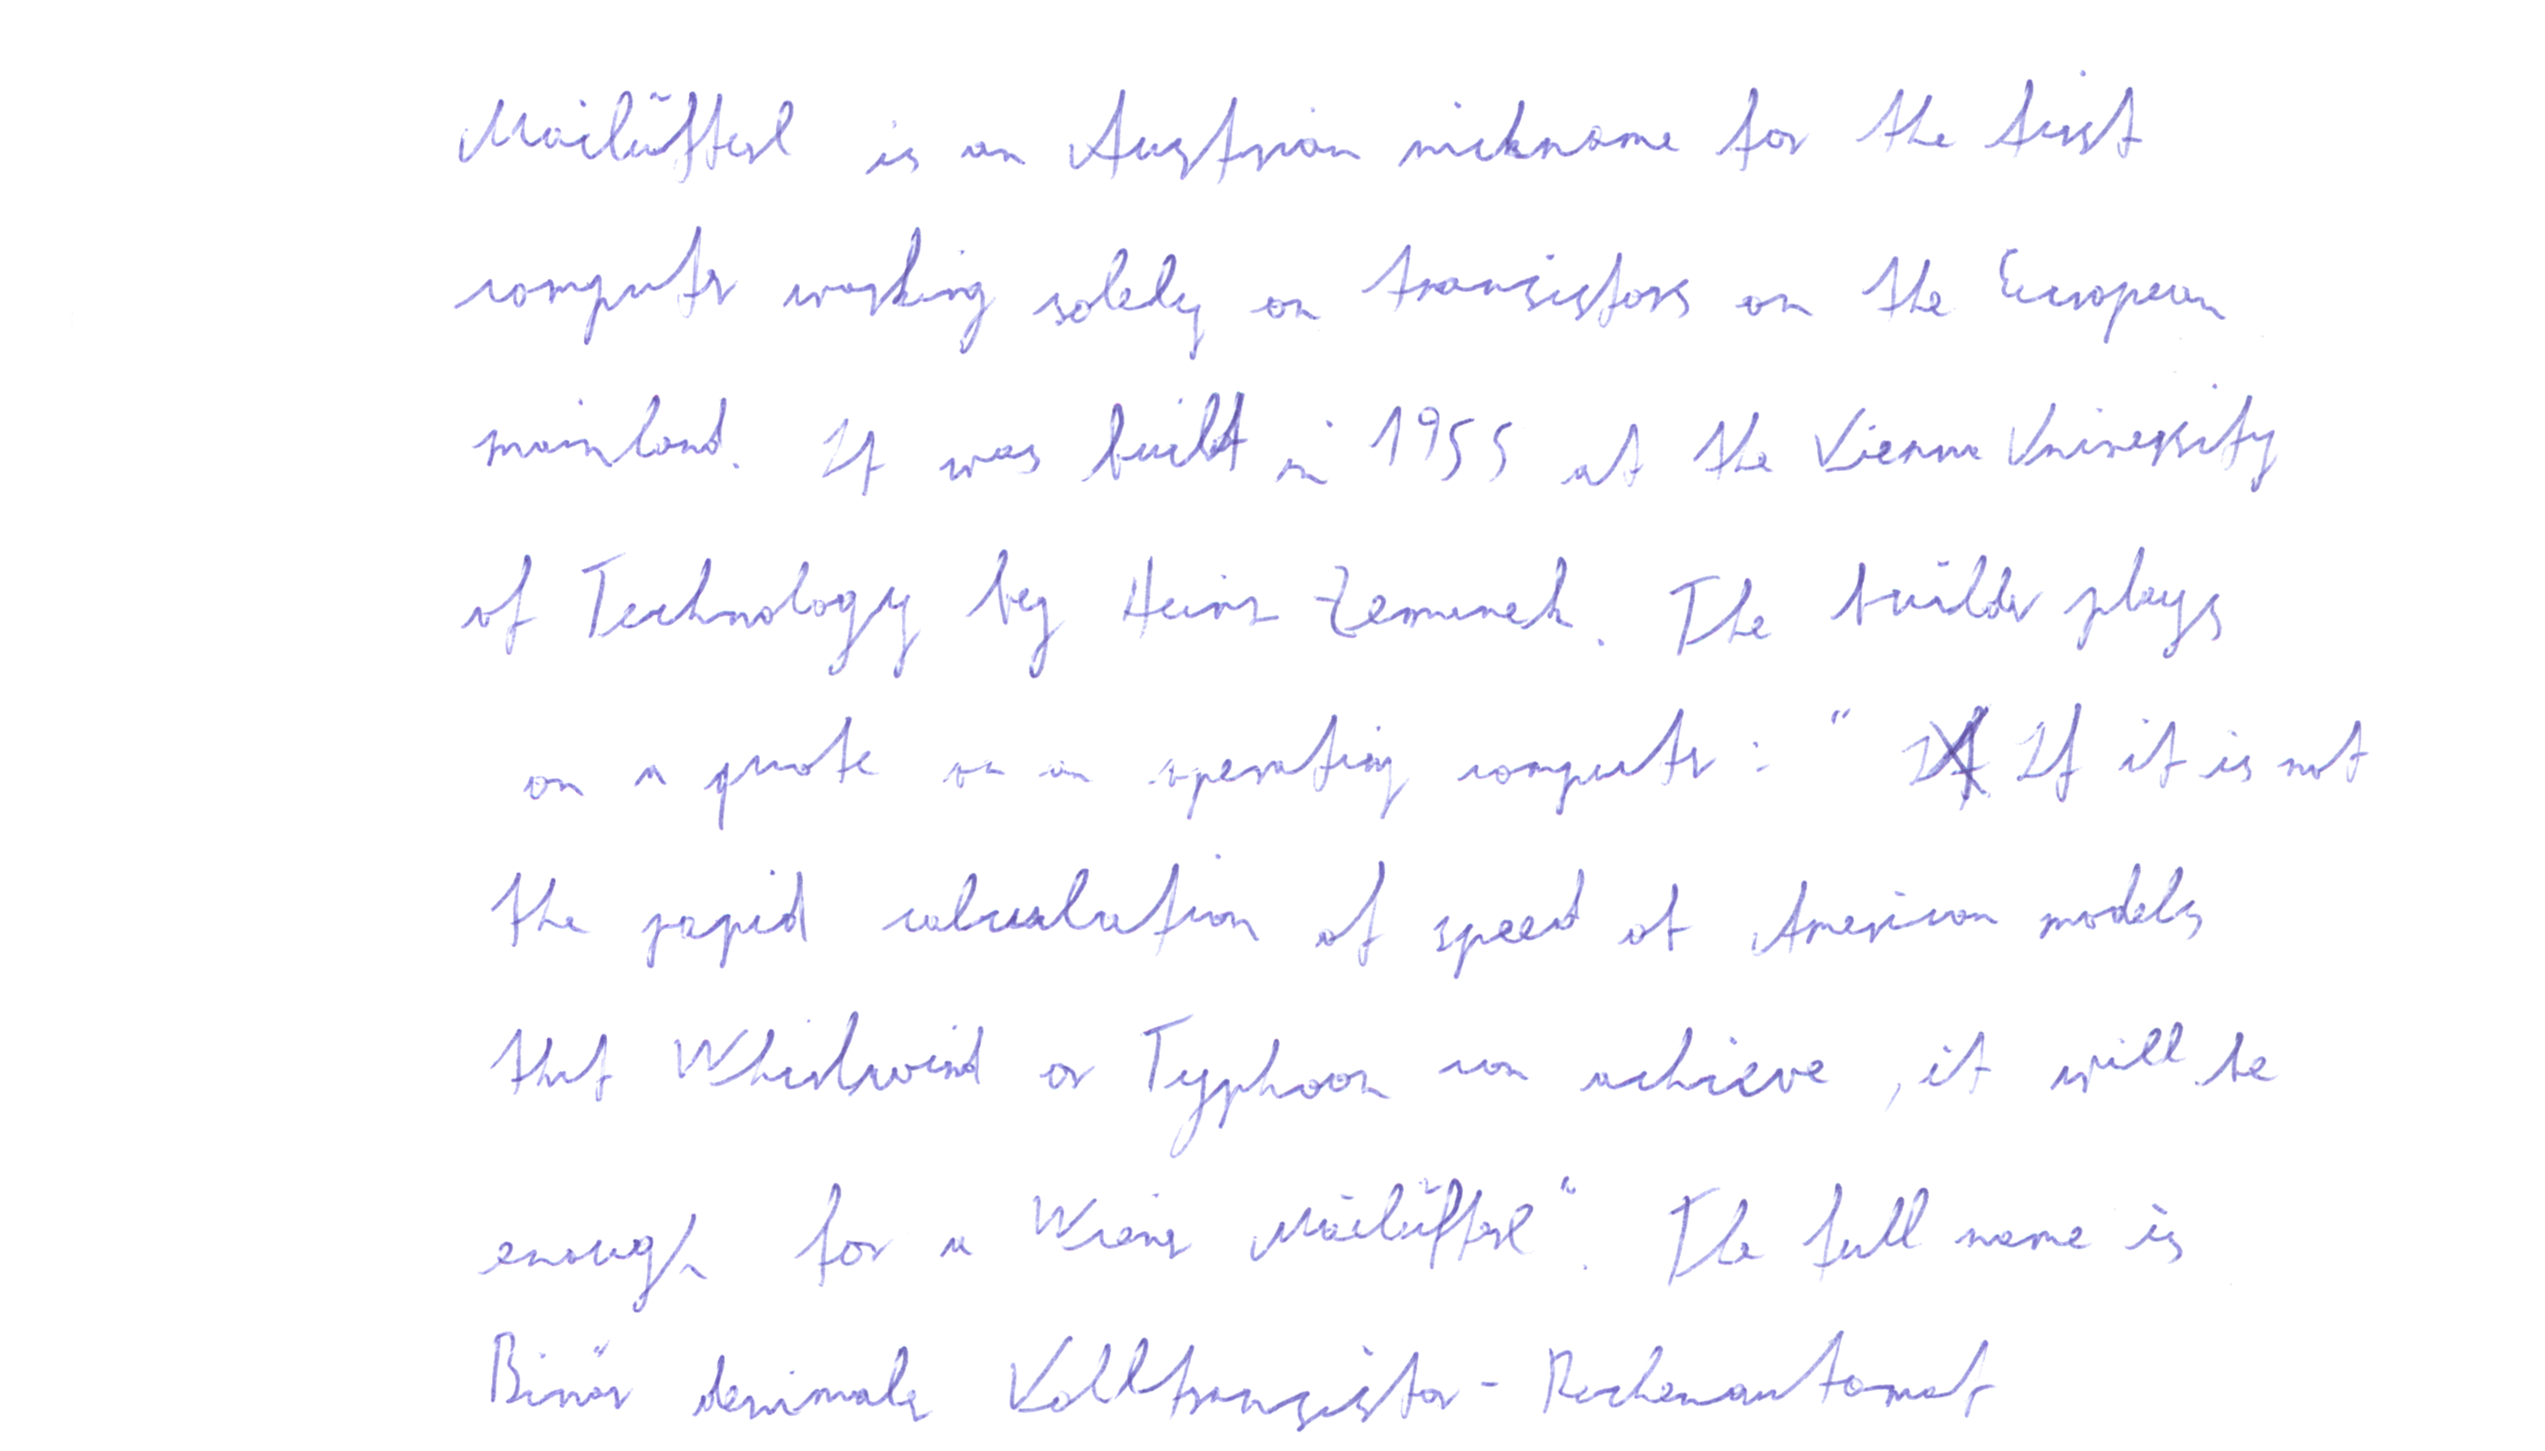 Mailüfterl is an Austrian nickname for the first
computer working solely on transistors on the European
mainland. It was built in 1955 at the Vienna University
of Technology by Heinz Zemanek. The builder plays
on a quote on an operating computer: " If it is not
the rapid calculation of speed of American models
that Whirlwind or Typhoon can achieve, it will be
enough for a Wiener Mailüfterl". The full name is
Binär dezimaler Volltransistor-Rechenautomat